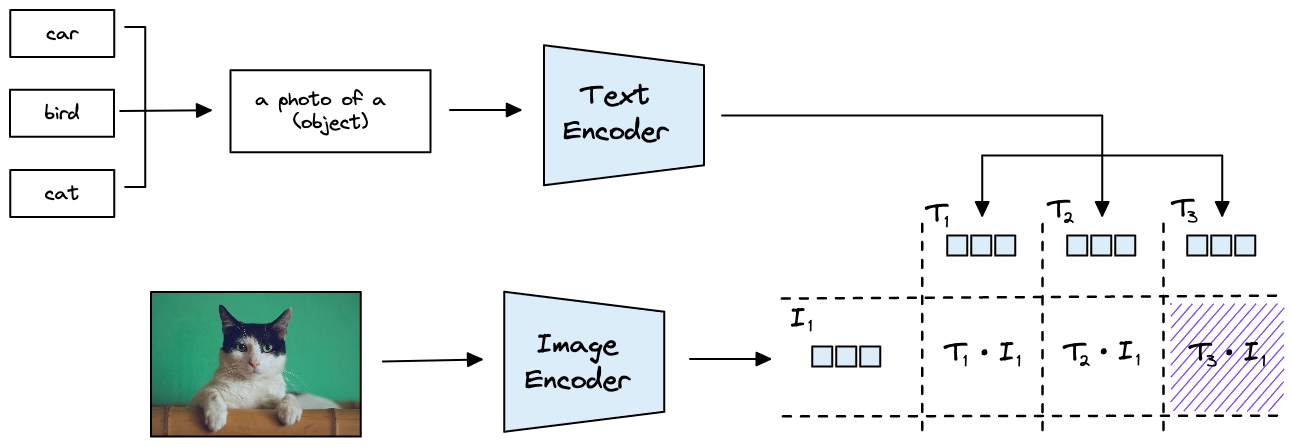 car
bird
cat
a photo of a
(object)
Text
Encoder
T₁
T₂
T₃
Image
Encoder
I₁
T₁ · I₁
T₂ · I₁
T₃ · I₁